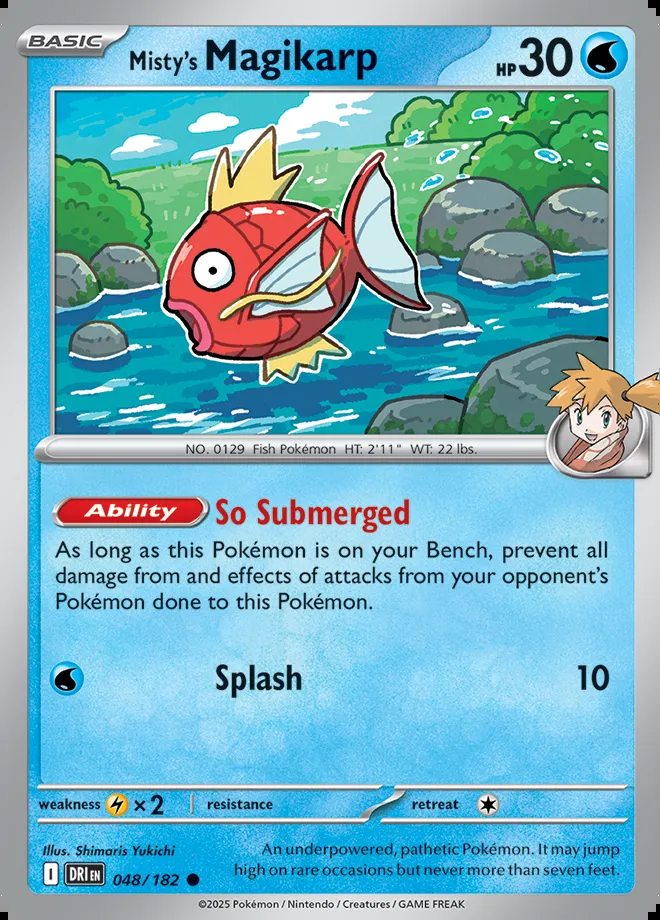 BASIC
Misty's Magikarp HP 30
NO. 0129 Fish Pokémon HT: 2'11" WT: 22 lbs.
Ability So Submerged
As long as this Pokémon is on your Bench, prevent all
damage from and effects of attacks from your opponent's
Pokémon done to this Pokémon.
Splash 10
weakness ×2 resistance retreat
Illus. Shimaris Yukichi
An underpowered, pathetic Pokémon. It may jump
high on rare occasions but never more than seven feet.
I DRI EN 048/182
©2025 Pokémon / Nintendo / Creatures / GAME FREAK